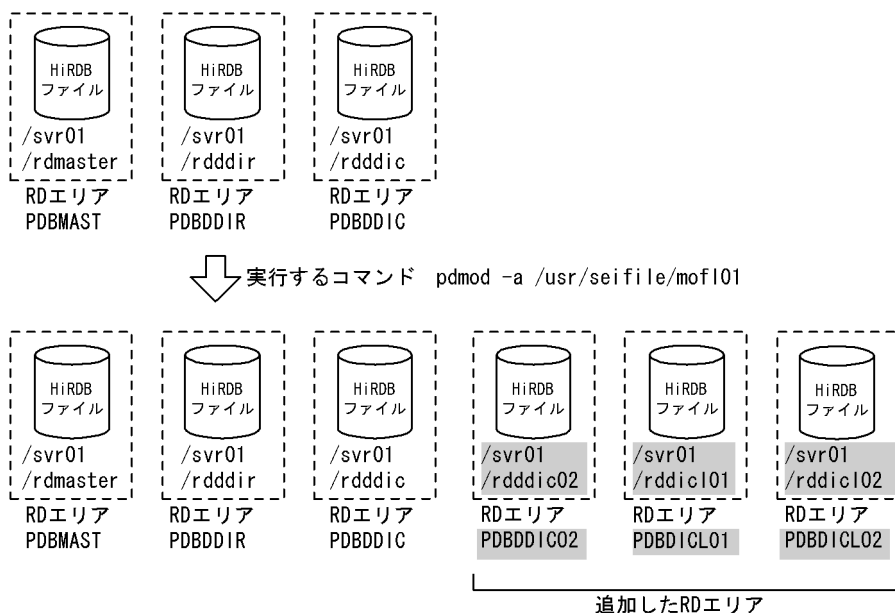 HiRDB
ファイル
/svr01
/rdmaster
RDエリア
PDBMAST
HiRDB
ファイル
/svr01
/rdddir
RDエリア
PDBDDIR
HiRDB
ファイル
/svr01
/rdddic
RDエリア
PDBDDIC
実行するコマンド pdmod -a /usr/seifile/mofl01
HiRDB
ファイル
/svr01
/rdmaster
RDエリア
PDBMAST
HiRDB
ファイル
/svr01
/rdddir
RDエリア
PDBDDIR
HiRDB
ファイル
/svr01
/rdddic
RDエリア
PDBDDIC
HiRDB
ファイル
/svr01
/rdddic02
RDエリア
PDBDDIC02
HiRDB
ファイル
/svr01
/rddicl01
RDエリア
PDBDICL01
HiRDB
ファイル
/svr01
/rddicl02
RDエリア
PDBDICL02
追加したRDエリア